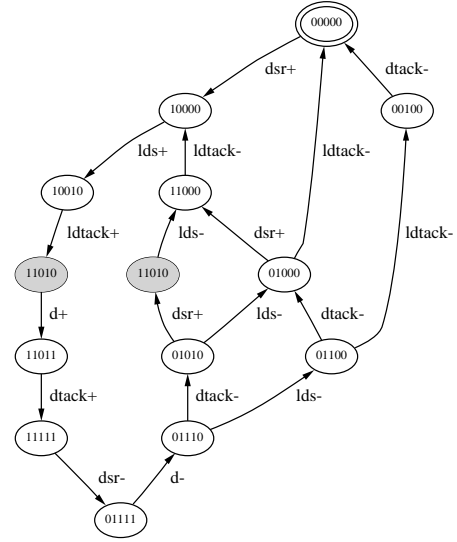 00000
dsr+
dtack-
10000
00100
lds+
ldtack-
ldtack-
10010
11000
ldtack+
lds-
dsr+
ldtack-
11010
11010
01000
d+
dsr+
lds-
dtack-
11011
01010
01100
dtack+
dtack-
lds-
11111
01110
dsr-
d-
01111